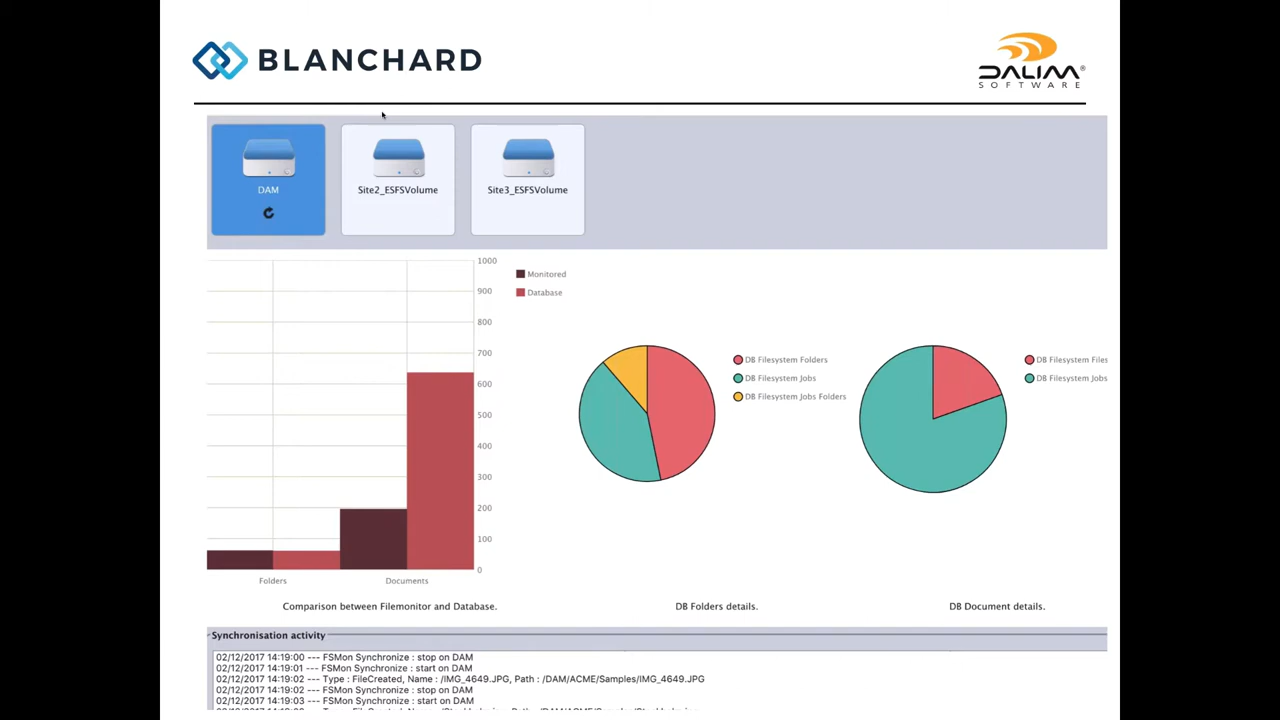 BLANCHARD
DALIM®
SOFTWARE
DAM
Site2_ESFSVolume
Site3_ESFSVolume
1000
900
800
700
600
500
400
300
200
100
0
Folders
Documents
Monitored
Database
DB Filesystem Folders
DB Filesystem Jobs
DB Filesystem Jobs Folders
DB Filesystem Files
DB Filesystem Jobs
Comparison between Filemonitor and Database.
DB Folders details.
DB Document details.
Synchronisation activity
02/12/2017 14:19:00 --- FSMon Synchronize : stop on DAM
02/12/2017 14:19:01 --- FSMon Synchronize : start on DAM
02/12/2017 14:19:02 --- Type : FileCreated, Name : /IMG_4649.JPG, Path : /DAM/ACME/Samples/IMG_4649.JPG
02/12/2017 14:19:02 --- FSMon Synchronize : stop on DAM
02/12/2017 14:19:03 --- FSMon Synchronize : start on DAM